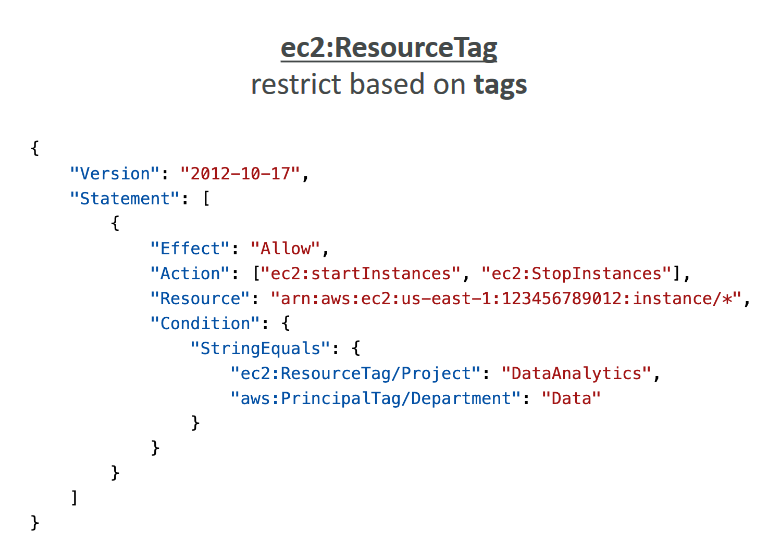 ec2:ResourceTag
restrict based on tags
{
    "Version": "2012-10-17",
    "Statement": [
        {
            "Effect": "Allow",
            "Action": ["ec2:startInstances", "ec2:StopInstances"],
            "Resource": "arn:aws:ec2:us-east-1:123456789012:instance/*",
            "Condition": {
                "StringEquals": {
                    "ec2:ResourceTag/Project": "DataAnalytics",
                    "aws:PrincipalTag/Department": "Data"
                }
            }
        }
    ]
}